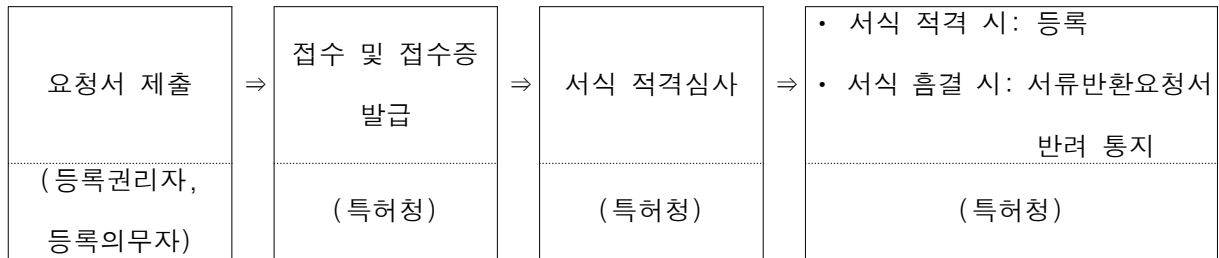 요청서 제출
(등록권리자,
등록의무자)
⇒
접수 및 접수증
발급
(특허청)
⇒
서식 적격심사
(특허청)
⇒
• 서식 적격 시: 등록
• 서식 흠결 시: 서류반환요청서
반려 통지
(특허청)